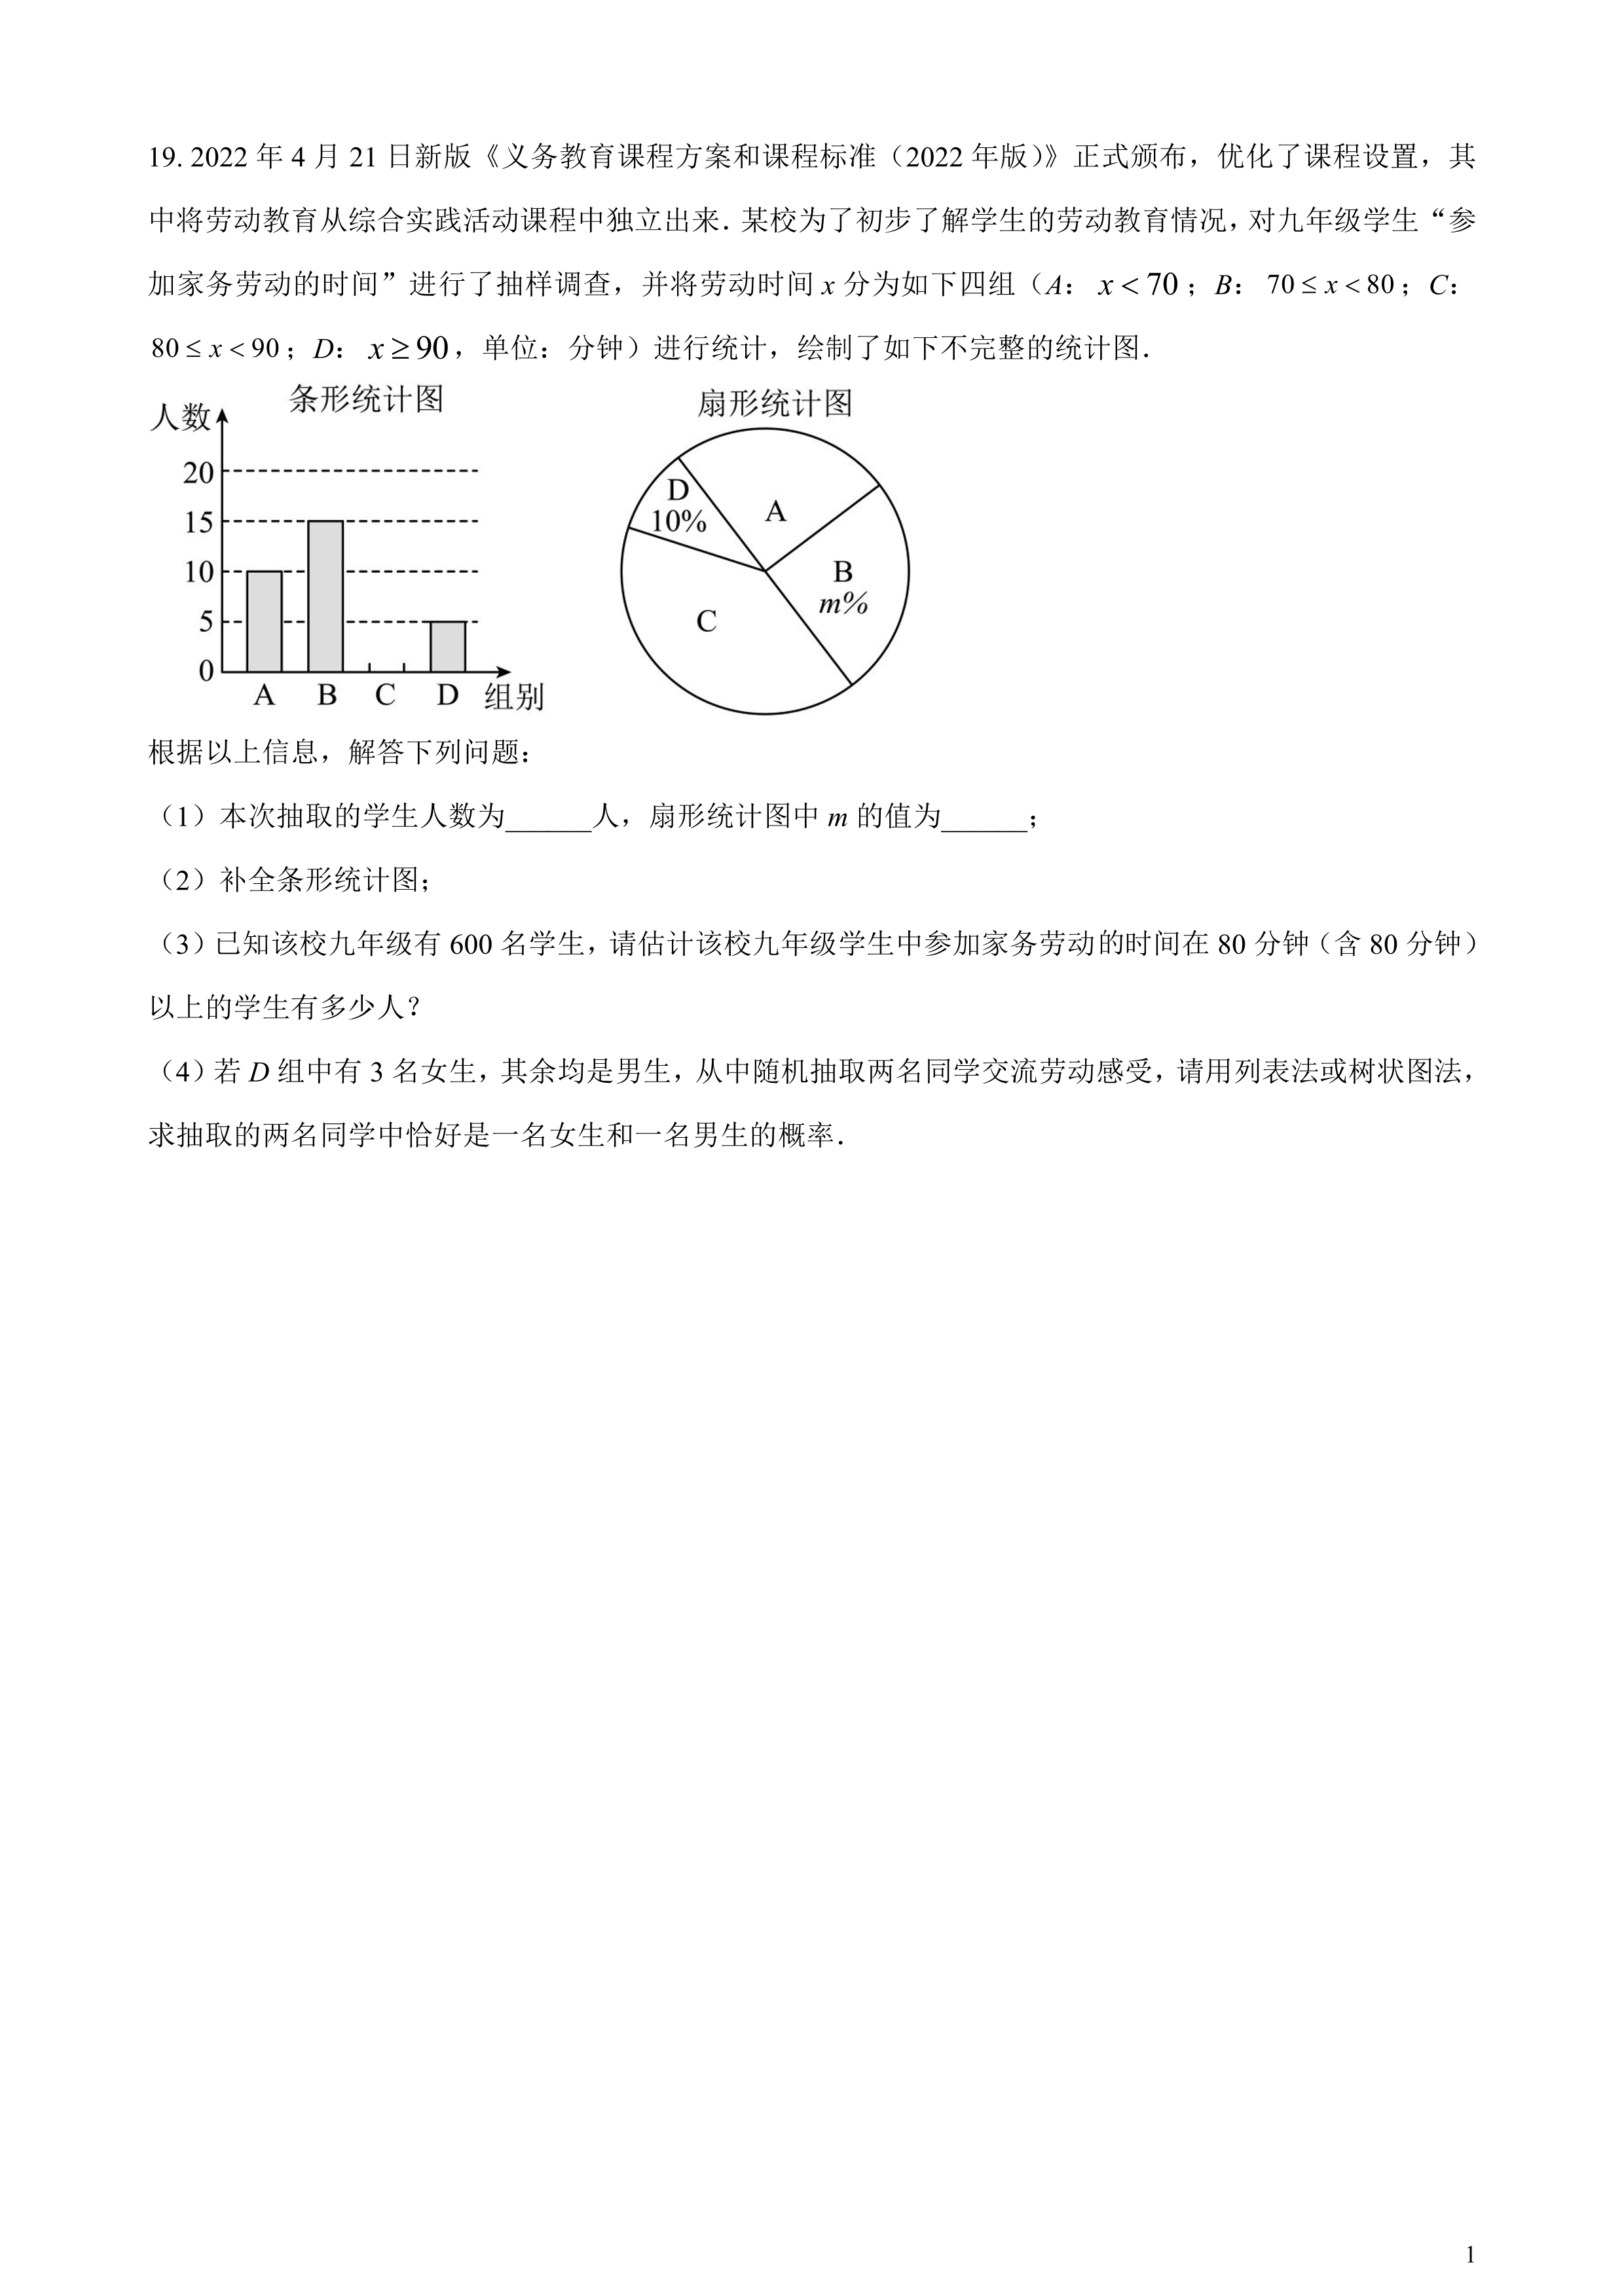 19. 2022 年 4 月 21 日新版《义务教育课程方案和课程标准（2022 年版）》正式颁布，优化了课程设置，其
中将劳动教育从综合实践活动课程中独立出来．某校为了初步了解学生的劳动教育情况，对九年级学生“参
加家务劳动的时间”进行了抽样调查，并将劳动时间 x 分为如下四组（A：x < 70；B：70 ≤ x < 80；C：
80 ≤ x < 90；D：x ≥ 90，单位：分钟）进行统计，绘制了如下不完整的统计图．
条形统计图
人数
20
15
10
5
0
A B C D 组别
扇形统计图
D
10%
A
B
m%
C
根据以上信息，解答下列问题：
（1）本次抽取的学生人数为______人，扇形统计图中 m 的值为______；
（2）补全条形统计图；
（3）已知该校九年级有 600 名学生，请估计该校九年级学生中参加家务劳动的时间在 80 分钟（含 80 分钟）
以上的学生有多少人？
（4）若 D 组中有 3 名女生，其余均是男生，从中随机抽取两名同学交流劳动感受，请用列表法或树状图法，
求抽取的两名同学中恰好是一名女生和一名男生的概率．
1